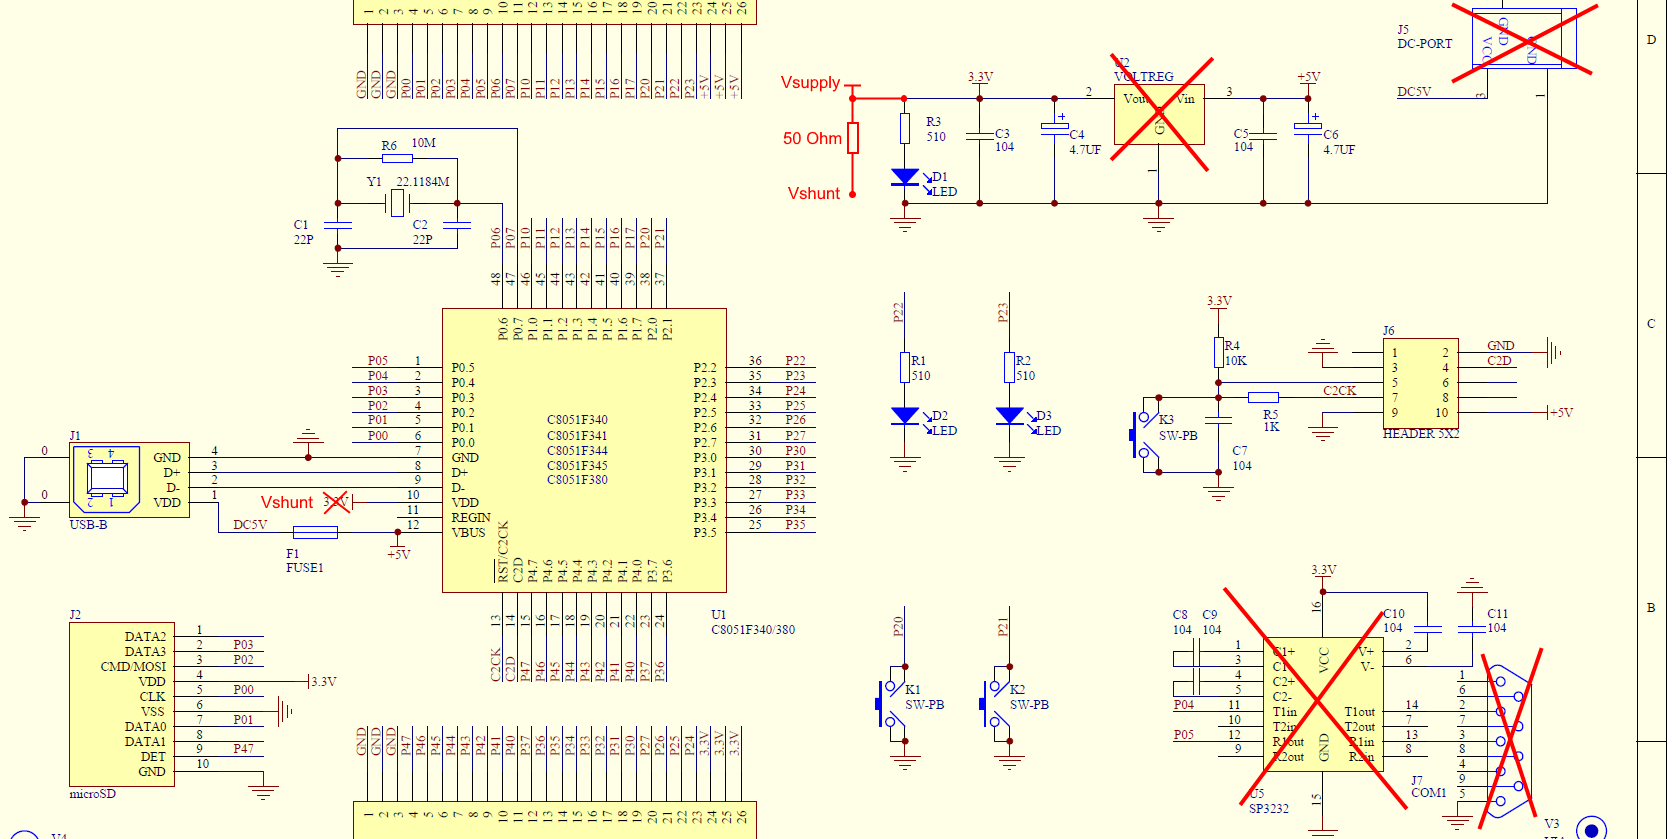 1 2 3 4 5 6 7 8 9 10 11 12 13 14 15 16 17 18 19 20 21 22 23 24 25 26
GND GND GND P00 P01 P02 P03 P04 P05 P06 P07 P10 P11 P12 P13 P14 P15 P16 P17 P20 P21 P22 P23 +5V +5V +5V
J5
DC-PORT
GND
VCC
GND
DC5V
3
1
D
Vsupply
50 Ohm
Vshunt
3.3V
R3
510
D1
LED
C3
104
C4
4.7UF
U2
VOLTREG
2
Vout
Vin
3
GND
1
+5V
C5
104
C6
4.7UF
R6
10M
Y1
22.1184M
C1
22P
C2
22P
P06 P07 P10 P11 P12 P13 P14 P15 P16 P17 P20 P21
48 47 46 45 44 43 42 41 40 39 38 37
P0.6 P0.7 P1.0 P1.1 P1.2 P1.3 P1.4 P1.5 P1.6 P1.7 P2.0 P2.1
P05 1 P0.5
P04 2 P0.4
P03 3 P0.3
P02 4 P0.2
P01 5 P0.1
P00 6 P0.0
7 GND
8 D+
9 D-
10 VDD
11 REGIN
12 VBUS
C8051F340
C8051F341
C8051F344
C8051F345
C8051F380
P2.2 36 P22
P2.3 35 P23
P2.4 34 P24
P2.5 33 P25
P2.6 32 P26
P2.7 31 P27
P3.0 30 P30
P3.1 29 P31
P3.2 28 P32
P3.3 27 P33
P3.4 26 P34
P3.5 25 P35
RST/C2CK C2D P4.7 P4.6 P4.5 P4.4 P4.3 P4.2 P4.1 P4.0 P3.7 P3.6
13 14 15 16 17 18 19 20 21 22 23 24
C2CK C2D P47 P46 P45 P44 P43 P42 P41 P40 P37 P36
U1
C8051F340/380
J1
0
0
3 4
2 1
GND 4
D+ 3
D- 2
VDD 1
USB-B
Vshunt
3.3V
DC5V
F1
FUSE1
+5V
P22
R1
510
D2
LED
P23
R2
510
D3
LED
3.3V
R4
10K
K3
SW-PB
R5
1K
C7
104
C2CK
J6
1 2 GND
3 4 C2D
5 6
7 8
9 10 +5V
HEADER 5X2
C
J2
DATA2 1
DATA3 2 P03
CMD/MOSI 3 P02
VDD 4 3.3V
CLK 5 P00
VSS 6
DATA0 7 P01
DATA1 8
DET 9 P47
GND 10
microSD
P20
K1
SW-PB
P21
K2
SW-PB
3.3V
16
C8
104
C9
104
C10
104
C11
104
1 C1+
3 C1-
4 C2+
5 C2-
P04 11 T1in
10 T2in
P05 12 R1out
9 R2out
VCC
GND
V+ 2
V- 6
T1out 14
T2out 7
R1in 13
R2in 8
15
U5
SP3232
1
6
2
7
3
8
4
9
5
J7
COM1
B
GND GND GND P47 P46 P45 P44 P43 P42 P41 P40 P37 P36 P35 P34 P33 P32 P31 P30 P27 P26 P25 P24 3.3V 3.3V 3.3V
1 2 3 4 5 6 7 8 9 10 11 12 13 14 15 16 17 18 19 20 21 22 23 24 25 26
V4
V3